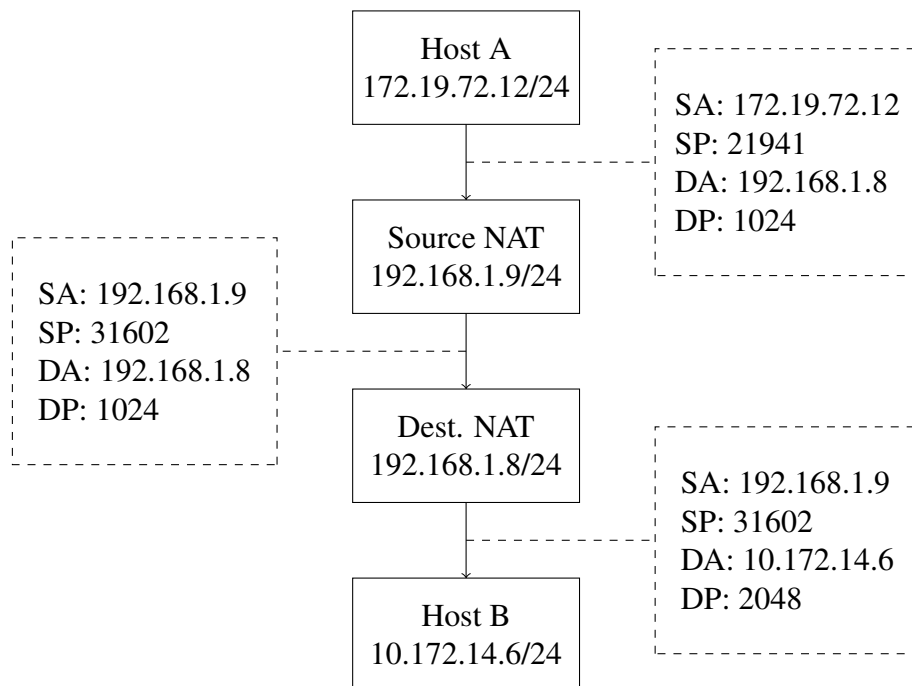 Host A
172.19.72.12/24
SA: 172.19.72.12
SP: 21941
DA: 192.168.1.8
DP: 1024
Source NAT
192.168.1.9/24
SA: 192.168.1.9
SP: 31602
DA: 192.168.1.8
DP: 1024
Dest. NAT
192.168.1.8/24
SA: 192.168.1.9
SP: 31602
DA: 10.172.14.6
DP: 2048
Host B
10.172.14.6/24